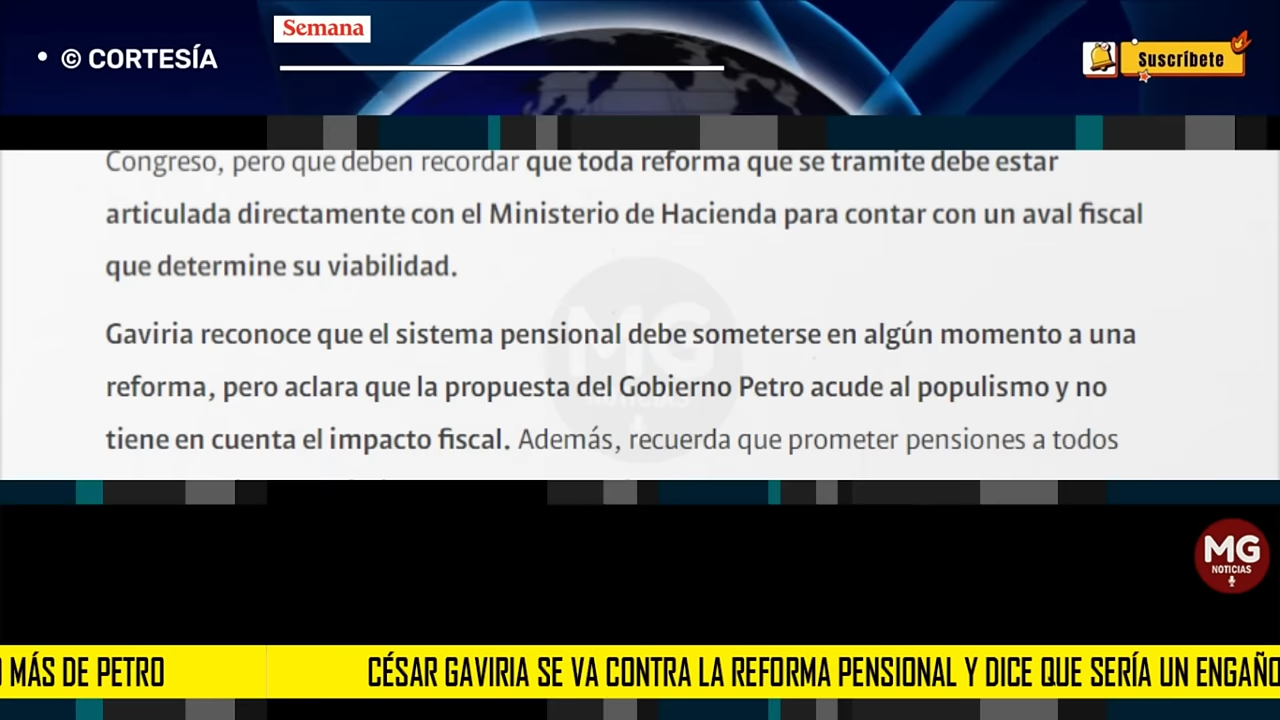 Semana
• © CORTESÍA
Suscríbete
Congreso, pero que deben recordar que toda reforma que se tramite debe estar
articulada directamente con el Ministerio de Hacienda para contar con un aval fiscal
que determine su viabilidad.
Gaviria reconoce que el sistema pensional debe someterse en algún momento a una
reforma, pero aclara que la propuesta del Gobierno Petro acude al populismo y no
tiene en cuenta el impacto fiscal. Además, recuerda que prometer pensiones a todos
MG
NOTICIAS
MG
NOTICIAS
MÁS DE PETRO
CÉSAR GAVIRIA SE VA CONTRA LA REFORMA PENSIONAL Y DICE QUE SERÍA UN ENGAÑO